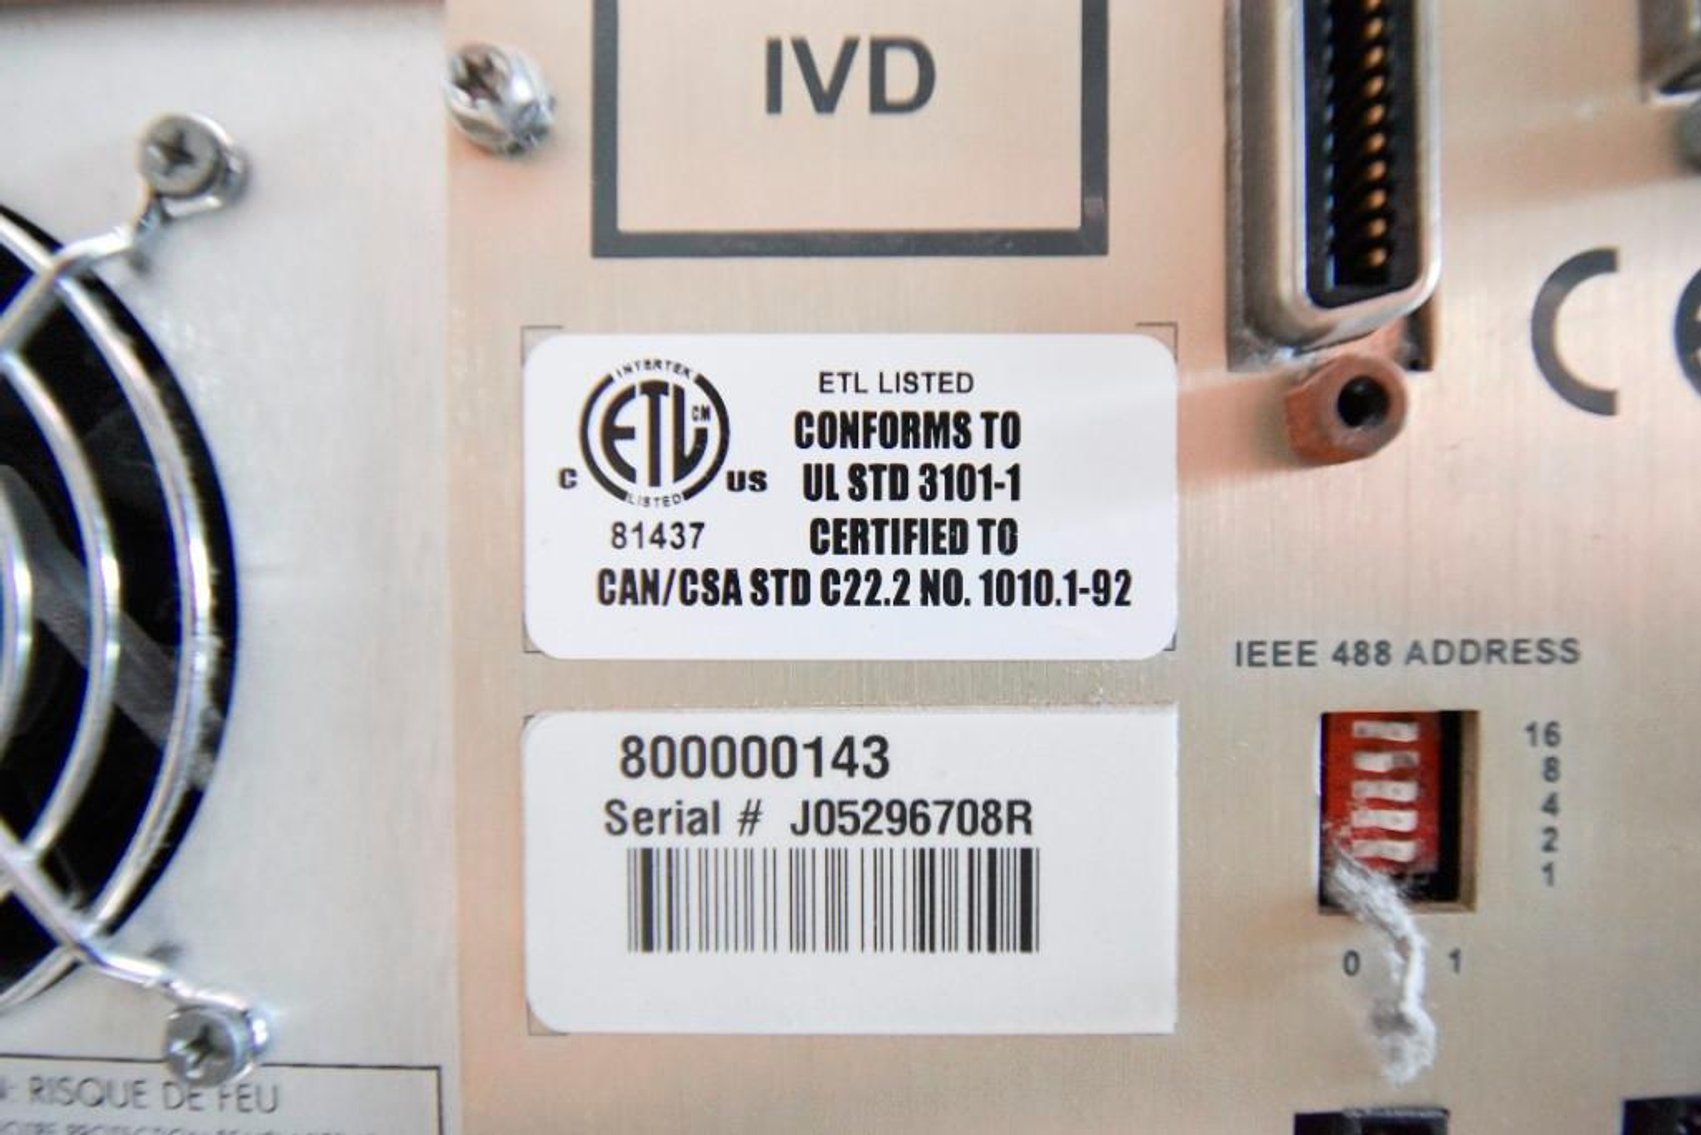 IVD
INTERTEK
ETL CM
LISTED
C US
81437
ETL LISTED
CONFORMS TO
UL STD 3101-1
CERTIFIED TO
CAN/CSA STD C22.2 NO. 1010.1-92
CE
IEEE 488 ADDRESS
16
8
4
2
1
0 1
800000143
Serial # J05296708R
RISQUE DE FEU